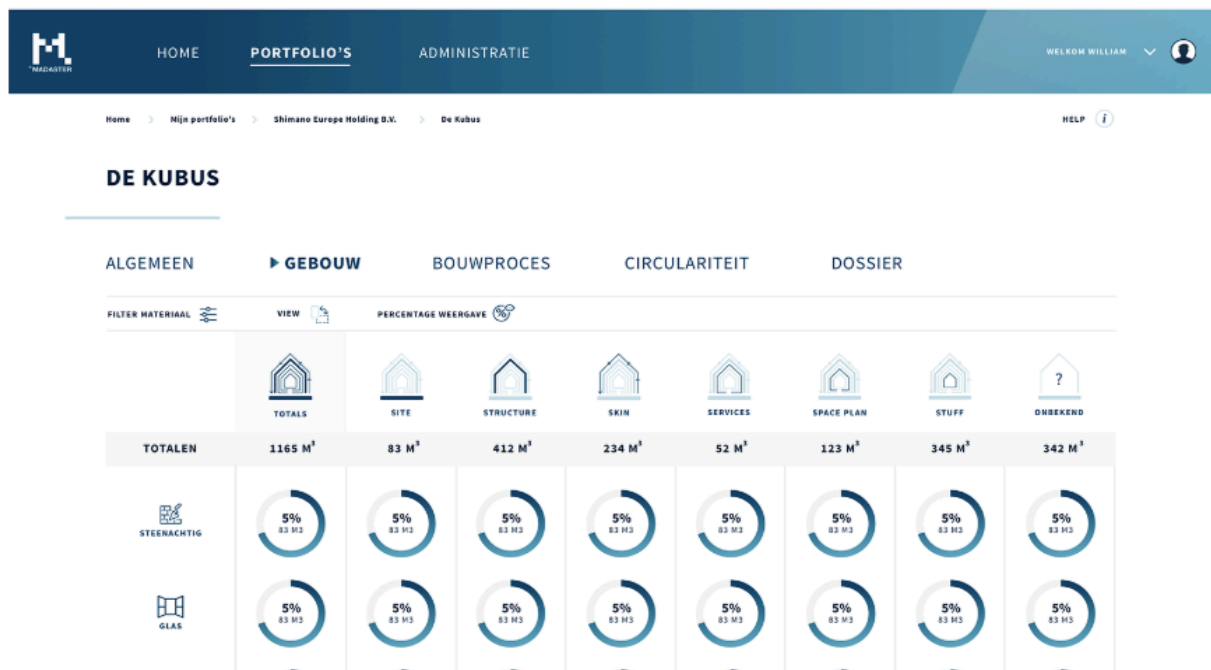 MADASTER
HOME PORTFOLIO'S ADMINISTRATIE WELKOM WILLIAM
Home > Mijn portfolio's > Shimano Europe Holding B.V. > De Kubus HELP i
DE KUBUS
ALGEMEEN GEBOUW BOUWPROCES CIRCULARITEIT DOSSIER
FILTER MATERIAAL VIEW PERCENTAGE WEERGAVE %
?
TOTALS SITE STRUCTURE SKIN SERVICES SPACE PLAN STUFF ONBEKEND
TOTALEN 1165 M³ 83 M³ 412 M³ 234 M³ 52 M³ 123 M³ 345 M³ 342 M³
5% 5% 5% 5% 5% 5% 5% 5%
83 M3 83 M3 83 M3 83 M3 83 M3 83 M3 83 M3 83 M3
STEENACHTIG
5% 5% 5% 5% 5% 5% 5% 5%
83 M3 83 M3 83 M3 83 M3 83 M3 83 M3 83 M3 83 M3
GLAS